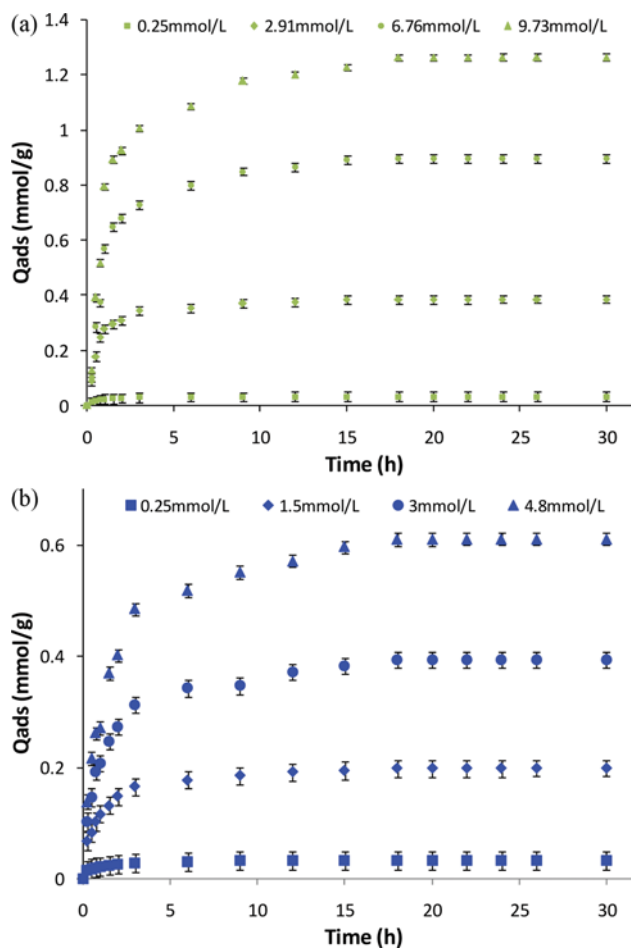 (a)
0.25mmol/L 2.91mmol/L 6.76mmol/L 9.73mmol/L
1.4
1.2
1
0.8
0.6
0.4
0.2
0
Qads (mmol/g)
0 5 10 15 20 25 30
Time (h)
(b)
0.25mmol/L 1.5mmol/L 3mmol/L 4.8mmol/L
0.6
0.4
0.2
0
Qads (mmol/g)
0 5 10 15 20 25 30
Time (h)